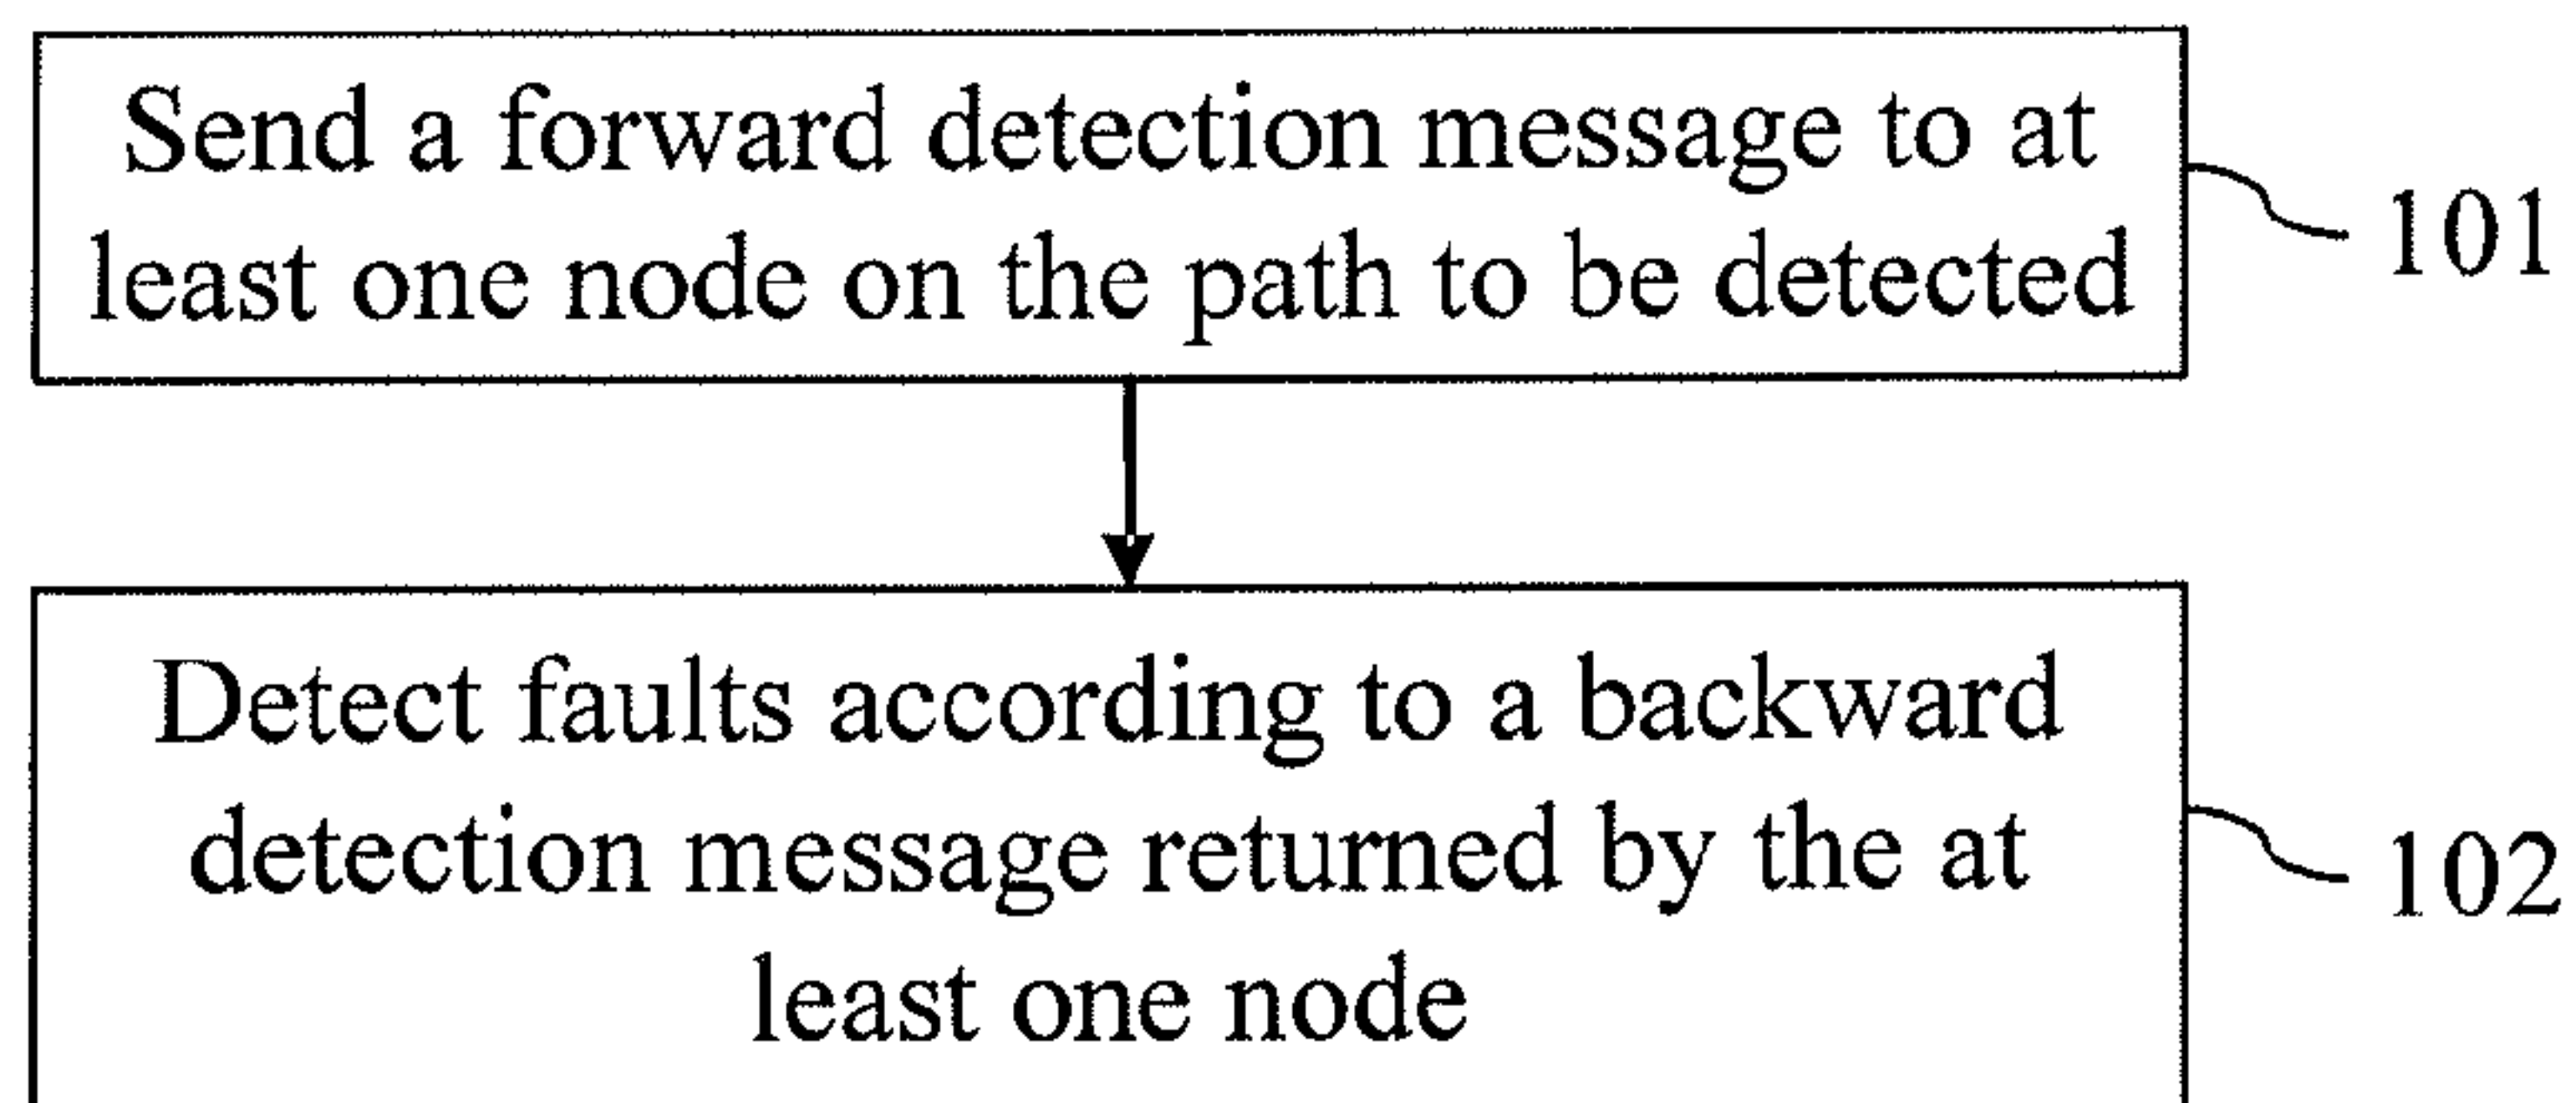 Send a forward detection message to at
least one node on the path to be detected
101
Detect faults according to a backward
detection message returned by the at
least one node
102